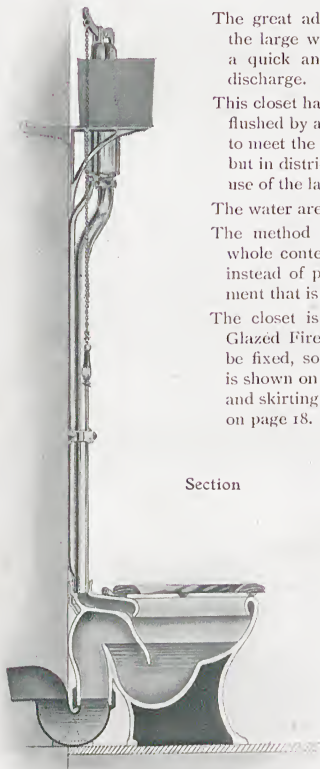 The great ad
the large w
a quick an
discharge.
This closet ha
flushed by a
to meet the
but in distri
use of the la
The water are
The method
whole conte
instead of p
ment that is
The closet is
Glazed Fire
be fixed, so
is shown on
and skirting
on page 18.
Section